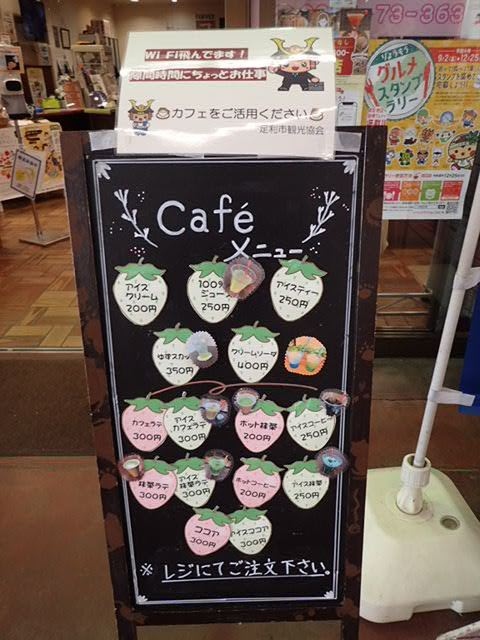 Wi Fi飛んでます!
隙間時間にちょっとお仕事
カフェをご活用ください
足利市観光協会
73-363
りょうもう
グルメ
スタンプ
ラリー
9/2(土)▶12/25
Café
メニュー
アイス
クリーム
200円
100%
ジュース
250円
アイスティー
250円
ゆずスカッ
350円
クリームソーダ
400円
カフェラテ
300円
アイス
カフェラテ
300円
ホット抹茶
200円
アイスコーヒー
250円
抹茶ラテ
300円
アイス
抹茶ラテ
300円
ホットコーヒー
200円
アイス抹茶
250円
ココア
300円
アイスココア
300円
※ レジにてご注文下さい。